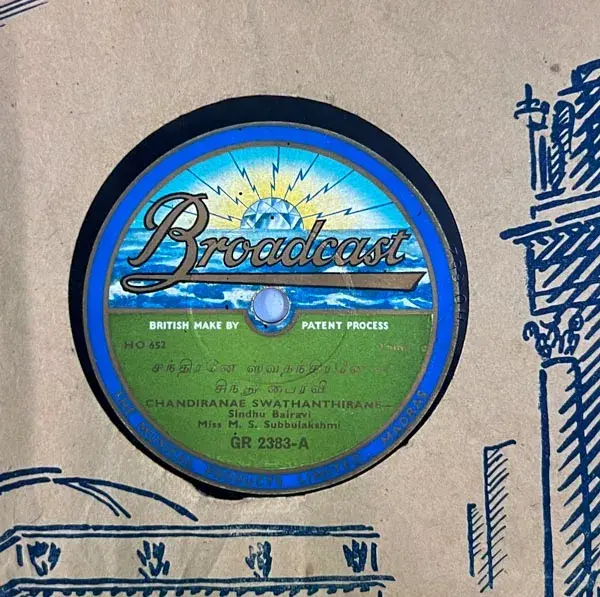 Broadcast
BRITISH MAKE BY PATENT PROCESS
HO 652
சந்திரனே ஸ்வதந்திரனே
சிந்து பைரவி
CHANDIRANAE SWATHANTHIRANE—
Sindhu Bairavi
Miss M. S. Subbulakshmi
GR 2383-A
LIMITED MADRAS